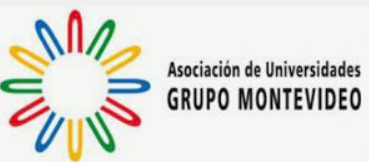 Asociación de Universidades
GRUPO MONTEVIDEO